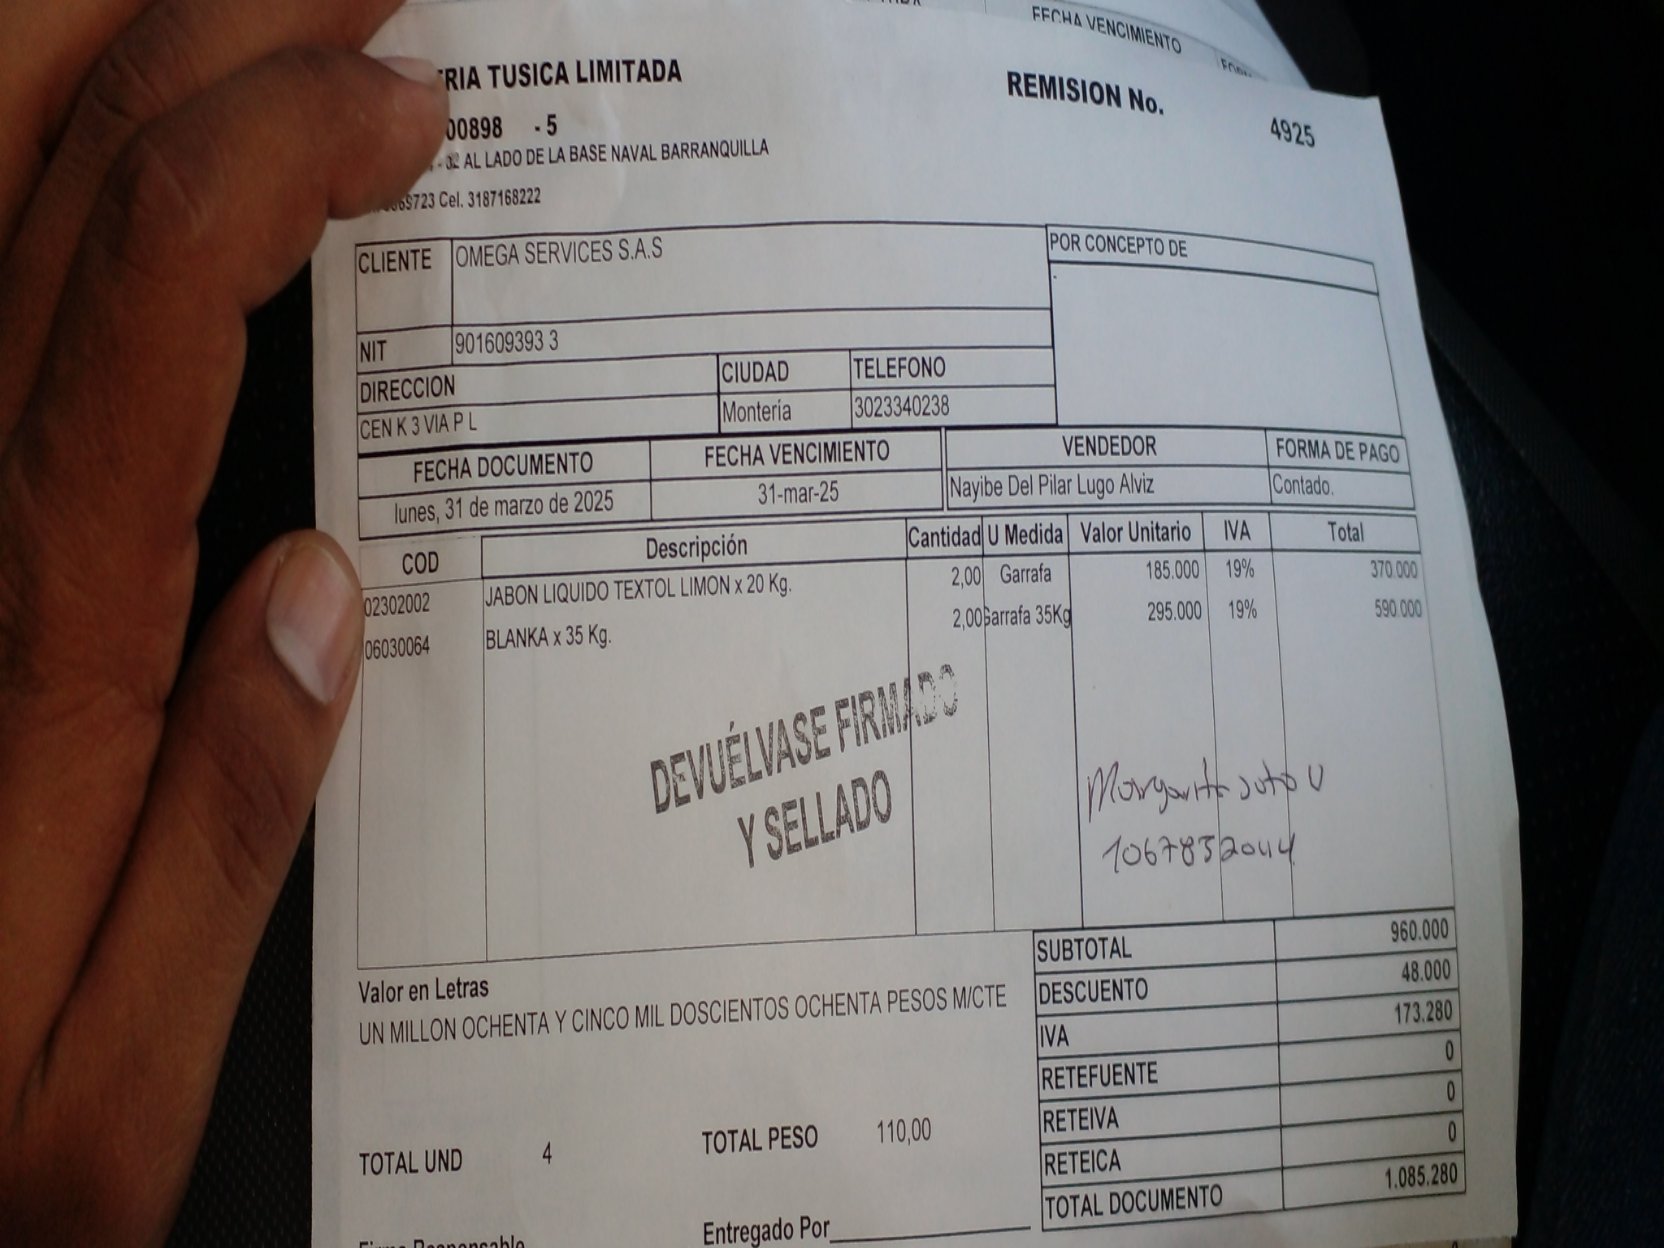 FECHA VENCIMIENTO
TUSICA LIMITADA
REMISION No.
4925
00898 - 5
AL LADO DE LA BASE NAVAL BARRANQUILLA
Cel. 3187168222
CLIENTE OMEGA SERVICES S.A.S
POR CONCEPTO DE
NIT 901609393 3
DIRECCION CIUDAD TELEFONO
CEN K 3 VIA P L Montería 3023340238
FECHA DOCUMENTO FECHA VENCIMIENTO VENDEDOR FORMA DE PAGO
lunes, 31 de marzo de 2025 31-mar-25 Nayibe Del Pilar Lugo Alviz Contado.
COD Descripción Cantidad U Medida Valor Unitario IVA Total
02302002 JABON LIQUIDO TEXTOL LIMON x 20 Kg. 2,00 Garrafa 185.000 19% 370.000
06030064 BLANKA x 35 Kg. 2,00 Garrafa 35Kg 295.000 19% 590.000
DEVUÉLVASE FIRMADO
Y SELLADO
Margarita soto U
1067832044
SUBTOTAL 960.000
DESCUENTO 48.000
IVA 173.280
RETEFUENTE 0
RETEIVA 0
RETEICA 0
TOTAL DOCUMENTO 1.085.280
Valor en Letras
UN MILLON OCHENTA Y CINCO MIL DOSCIENTOS OCHENTA PESOS M/CTE
TOTAL UND 4 TOTAL PESO 110,00
Entregado Por